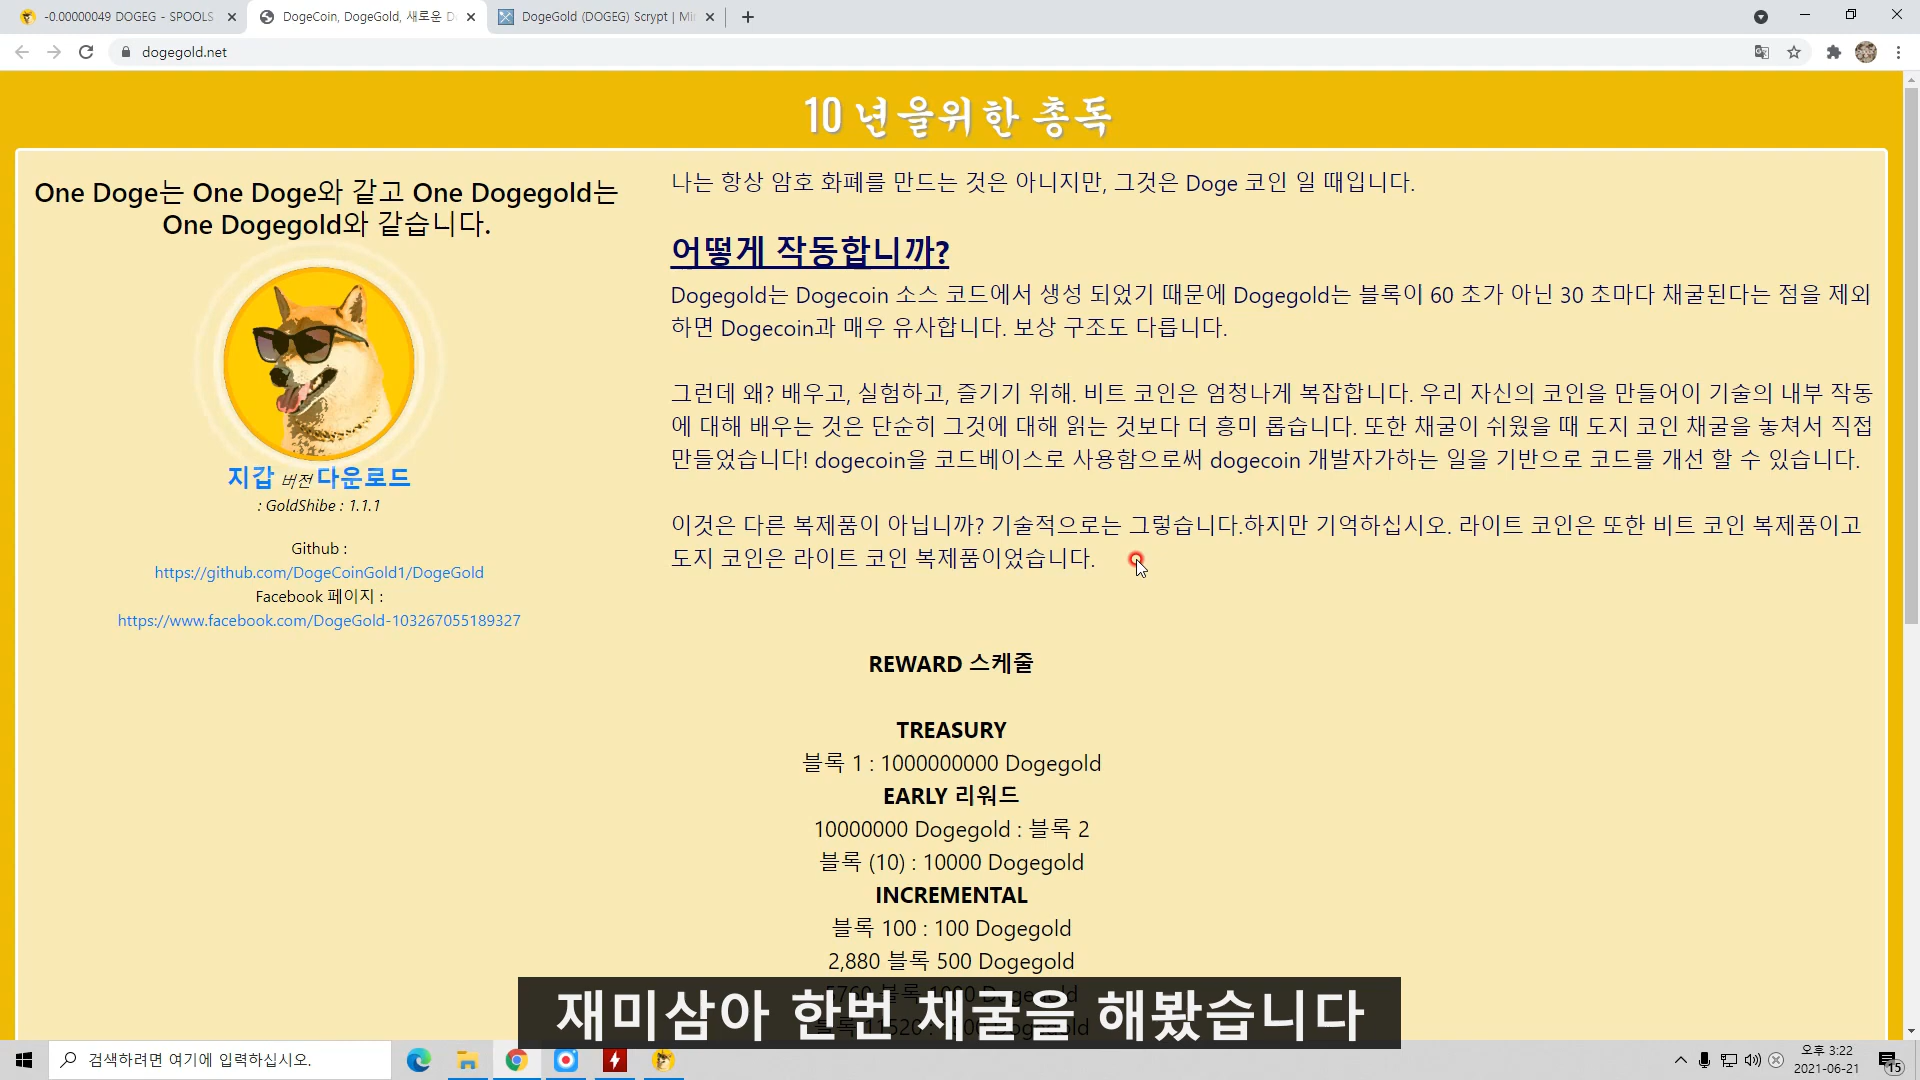 -0.00000049 DOGEG - SPOOLS
DogeCoin, DogeGold, 새로운 D
DogeGold (DOGEG) Scrypt | Mi
dogegold.net
10 년을위한 총독
One Doge는 One Doge와 같고 One Dogegold는
One Dogegold와 같습니다.
지갑 버전 다운로드
: GoldShibe : 1.1.1
Github :
https://github.com/DogeCoinGold1/DogeGold
Facebook 페이지 :
https://www.facebook.com/DogeGold-103267055189327
나는 항상 암호 화폐를 만드는 것은 아니지만, 그것은 Doge 코인 일 때입니다.
어떻게 작동합니까?
Dogegold는 Dogecoin 소스 코드에서 생성 되었기 때문에 Dogegold는 블록이 60 초가 아닌 30 초마다 채굴된다는 점을 제외
하면 Dogecoin과 매우 유사합니다. 보상 구조도 다릅니다.
그런데 왜? 배우고, 실험하고, 즐기기 위해. 비트 코인은 엄청나게 복잡합니다. 우리 자신의 코인을 만들어이 기술의 내부 작동
에 대해 배우는 것은 단순히 그것에 대해 읽는 것보다 더 흥미 롭습니다. 또한 채굴이 쉬웠을 때 도지 코인 채굴을 놓쳐서 직접
만들었습니다! dogecoin을 코드베이스로 사용함으로써 dogecoin 개발자가하는 일을 기반으로 코드를 개선 할 수 있습니다.
이것은 다른 복제품이 아닙니까? 기술적으로는 그렇습니다.하지만 기억하십시오. 라이트 코인은 또한 비트 코인 복제품이고
도지 코인은 라이트 코인 복제품이었습니다.
REWARD 스케줄
TREASURY
블록 1 : 1000000000 Dogegold
EARLY 리워드
10000000 Dogegold : 블록 2
블록 (10) : 10000 Dogegold
INCREMENTAL
블록 100 : 100 Dogegold
2,880 블록 500 Dogegold
재미삼아 한번 채굴을 해봤습니다
검색하려면 여기에 입력하십시오.
오후 3:22
2021-06-21
15